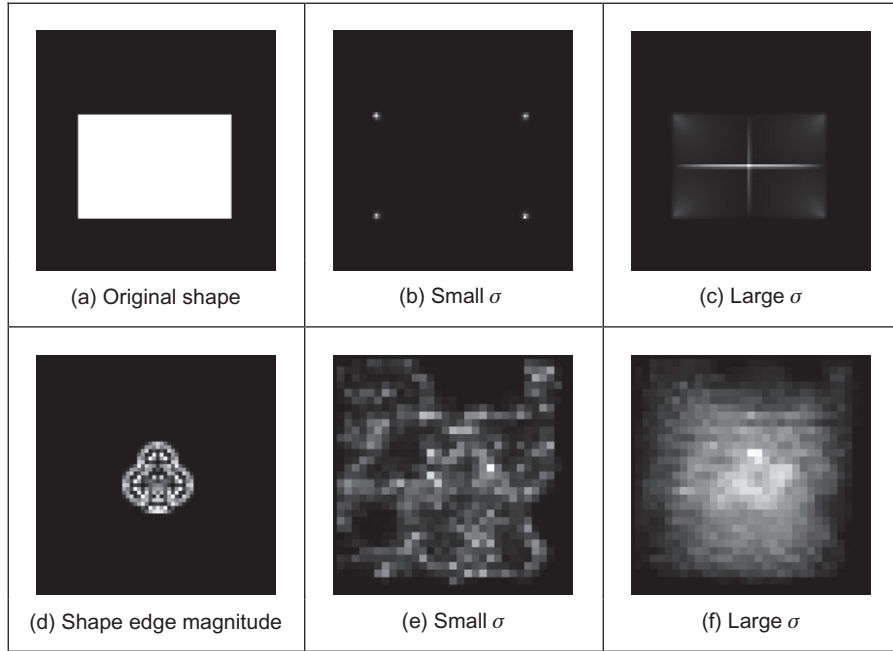 (a) Original shape
(b) Small σ
(c) Large σ
(d) Shape edge magnitude
(e) Small σ
(f) Large σ